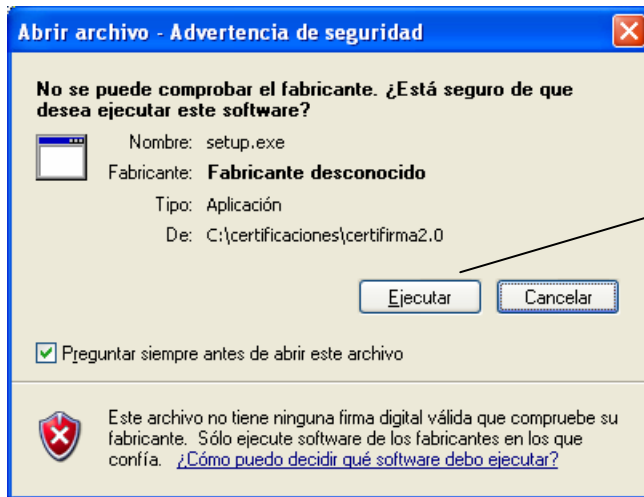 Abrir archivo - Advertencia de seguridad
No se puede comprobar el fabricante. ¿Está seguro de que
desea ejecutar este software?
Nombre: setup.exe
Fabricante: Fabricante desconocido
Tipo: Aplicación
De: C:\certificaciones\certifirma2.0
Ejecutar Cancelar
Preguntar siempre antes de abrir este archivo
Este archivo no tiene ninguna firma digital válida que compruebe su
fabricante. Sólo ejecute software de los fabricantes en los que
confía. ¿Cómo puedo decidir qué software debo ejecutar?